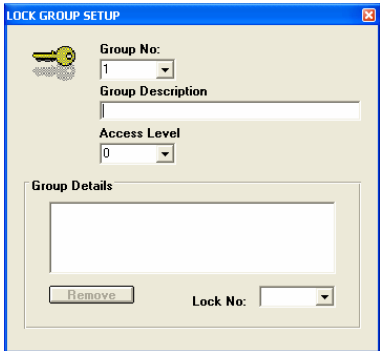 LOCK GROUP SETUP
Group No:
1
Group Description
Access Level
0
Group Details
Remove
Lock No: